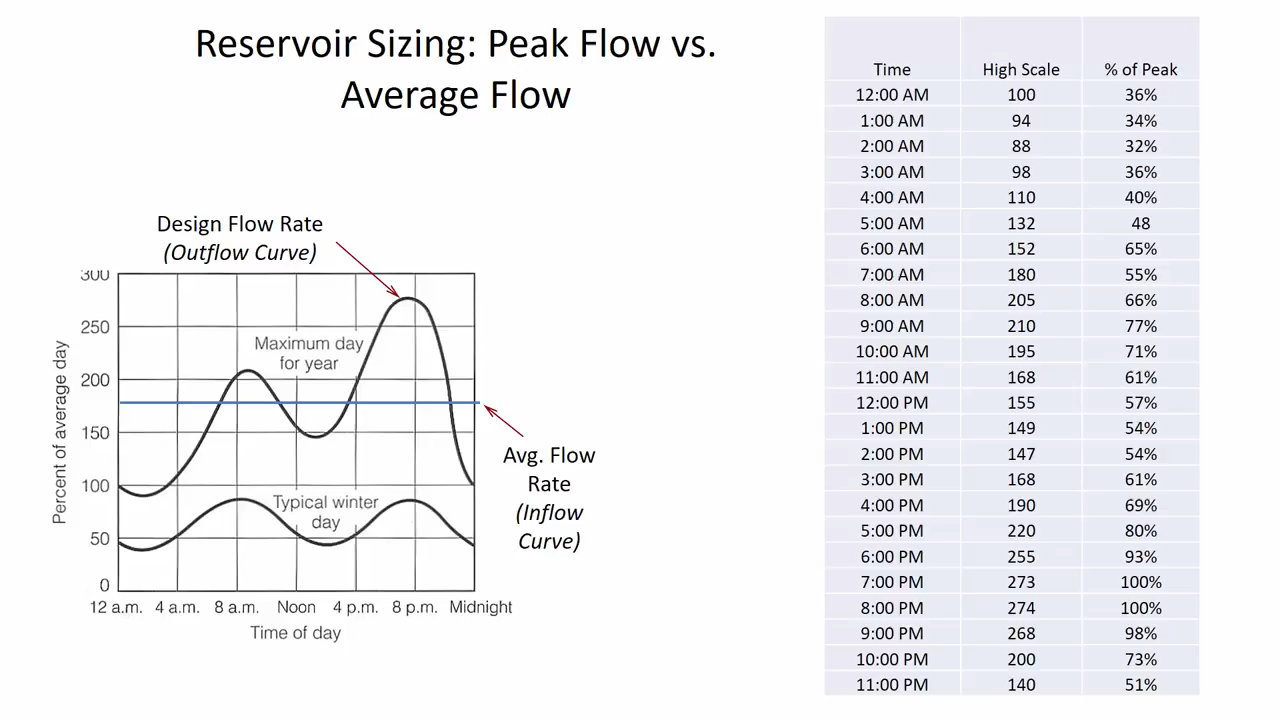 Reservoir Sizing: Peak Flow vs.
Average Flow
Design Flow Rate
(Outflow Curve)
300
250
200
150
100
50
0
Percent of average day
Maximum day
for year
Typical winter
day
12 a.m. 4 a.m. 8 a.m. Noon 4 p.m. 8 p.m. Midnight
Time of day
Avg. Flow
Rate
(Inflow
Curve)
Time High Scale % of Peak
12:00 AM 100 36%
1:00 AM 94 34%
2:00 AM 88 32%
3:00 AM 98 36%
4:00 AM 110 40%
5:00 AM 132 48
6:00 AM 152 65%
7:00 AM 180 55%
8:00 AM 205 66%
9:00 AM 210 77%
10:00 AM 195 71%
11:00 AM 168 61%
12:00 PM 155 57%
1:00 PM 149 54%
2:00 PM 147 54%
3:00 PM 168 61%
4:00 PM 190 69%
5:00 PM 220 80%
6:00 PM 255 93%
7:00 PM 273 100%
8:00 PM 274 100%
9:00 PM 268 98%
10:00 PM 200 73%
11:00 PM 140 51%